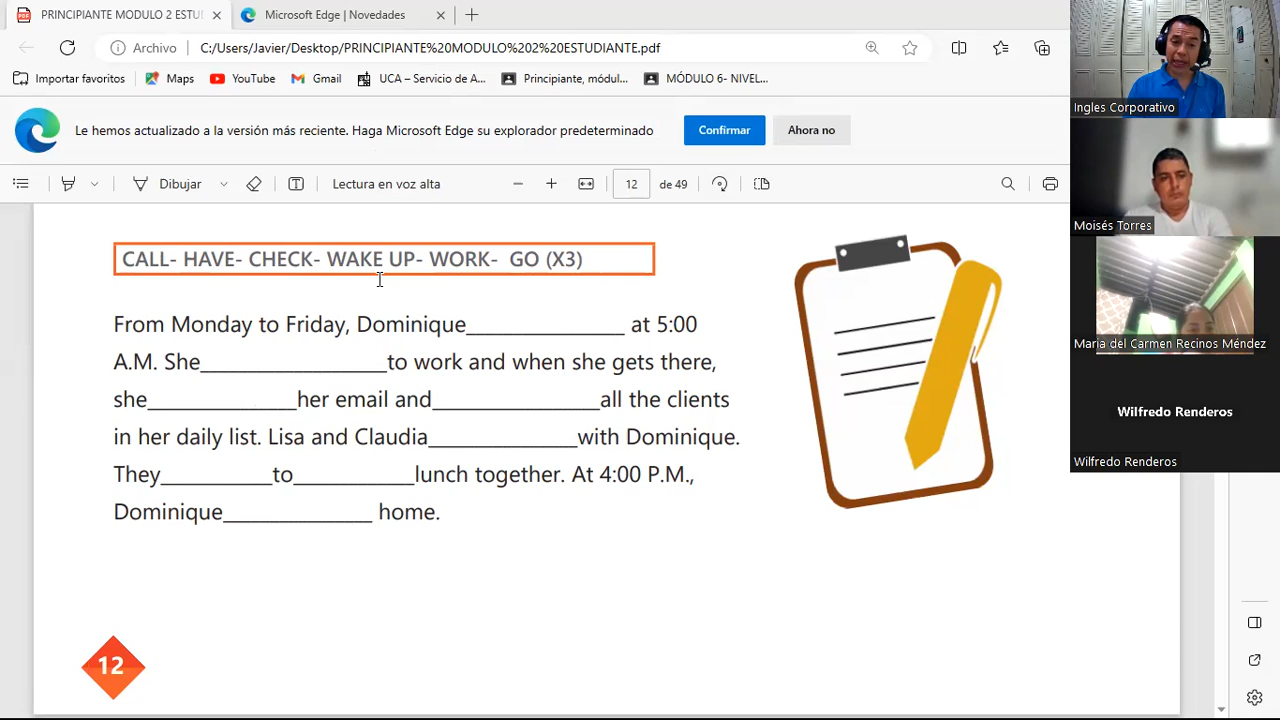 PRINCIPIANTE MODULO 2 ESTU
Microsoft Edge | Novedades
Archivo
C:/Users/Javier/Desktop/PRINCIPIANTE%20MODULO%202%20ESTUDIANTE.pdf
Importar favoritos
Maps
YouTube
Gmail
UCA – Servicio de A...
Principiante, módul...
MÓDULO 6- NIVEL...
Le hemos actualizado a la versión más reciente. Haga Microsoft Edge su explorador predeterminado
Confirmar
Ahora no
Dibujar
Lectura en voz alta
12
de 49
CALL- HAVE- CHECK- WAKE UP- WORK- GO (X3)
From Monday to Friday, Dominique_______________ at 5:00
A.M. She__________________to work and when she gets there,
she______________her email and________________all the clients
in her daily list. Lisa and Claudia______________with Dominique.
They___________to____________lunch together. At 4:00 P.M.,
Dominique______________ home.
12
Ingles Corporativo
Moisés Torres
Maria del Carmen Recinos Méndez
Wilfredo Renderos
Wilfredo Renderos